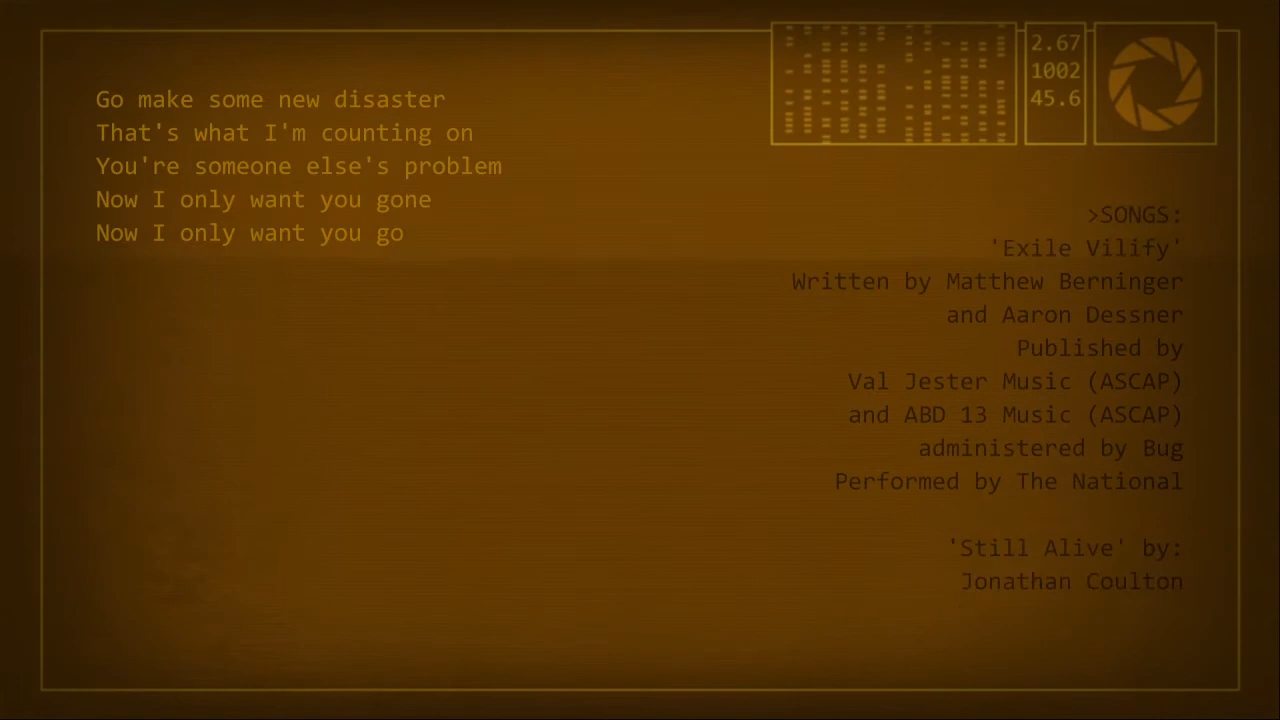 Go make some new disaster
That's what I'm counting on
You're someone else's problem
Now I only want you gone
Now I only want you go
2.67
1002
45.6
>SONGS:
'Exile Vilify'
Written by Matthew Berninger
and Aaron Dessner
Published by
Val Jester Music (ASCAP)
and ABD 13 Music (ASCAP)
administered by Bug
Performed by The National
'Still Alive' by:
Jonathan Coulton